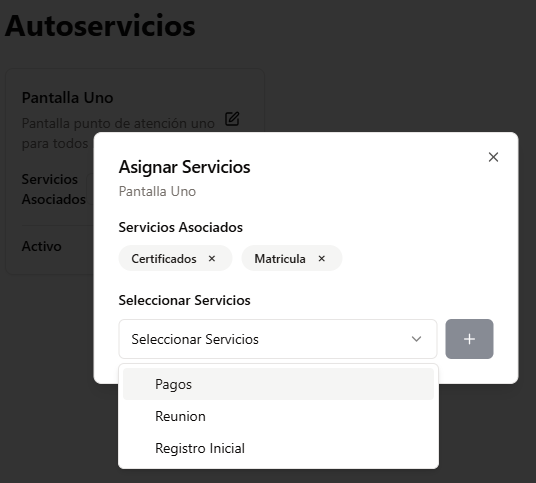 Autoservicios
Pantalla Uno
Pantalla punto de atención uno
para todos
Servicios
Asociados
Activo
Asignar Servicios
Pantalla Uno
Servicios Asociados
Certificados ×
Matricula ×
Seleccionar Servicios
Seleccionar Servicios
Pagos
Reunion
Registro Inicial